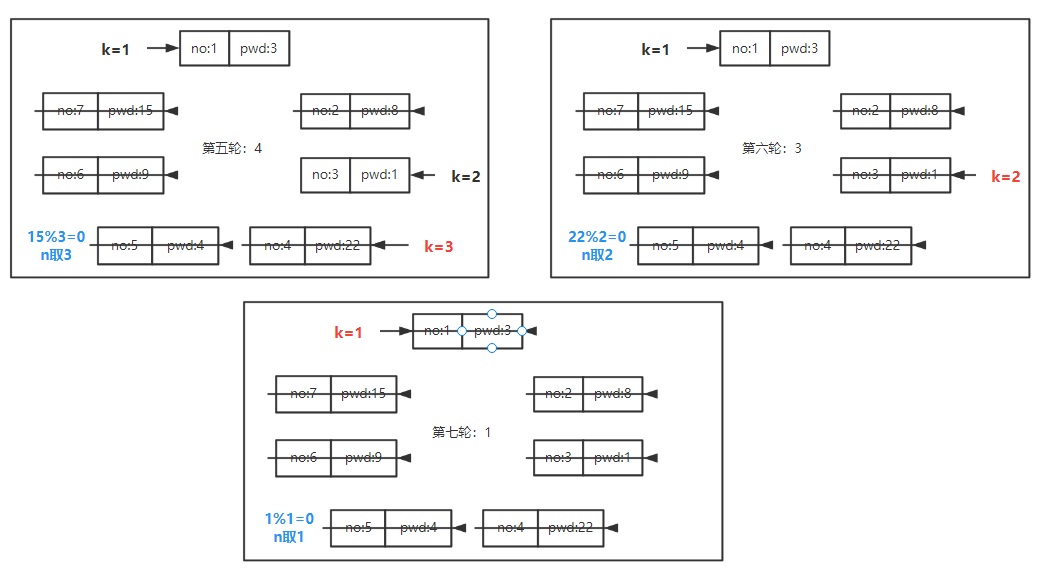 k=1
no:1 pwd:3
no:7 pwd:15
no:2 pwd:8
第五轮：4
no:6 pwd:9
no:3 pwd:1
k=2
15%3=0
n取3
no:5 pwd:4
no:4 pwd:22
k=3
k=1
no:1 pwd:3
no:7 pwd:15
no:2 pwd:8
第六轮：3
no:6 pwd:9
no:3 pwd:1
k=2
22%2=0
n取2
no:5 pwd:4
no:4 pwd:22
k=1
no:1 pwd:3
no:7 pwd:15
no:2 pwd:8
第七轮：1
no:6 pwd:9
no:3 pwd:1
1%1=0
n取1
no:5 pwd:4
no:4 pwd:22